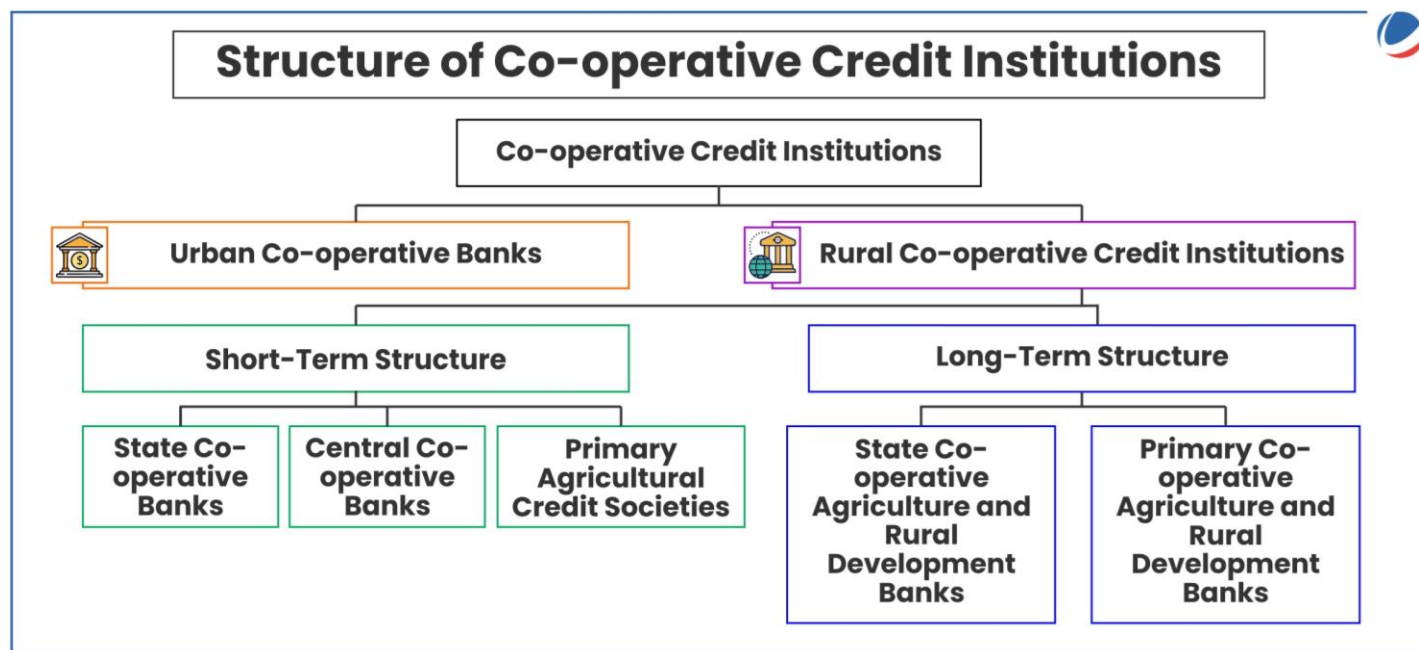 Structure of Co-operative Credit Institutions
Co-operative Credit Institutions
Urban Co-operative Banks
Rural Co-operative Credit Institutions
Short-Term Structure
Long-Term Structure
State Co-
operative
Banks
Central Co-
operative
Banks
Primary
Agricultural
Credit Societies
State Co-
operative
Agriculture and
Rural
Development
Banks
Primary Co-
operative
Agriculture and
Rural
Development
Banks